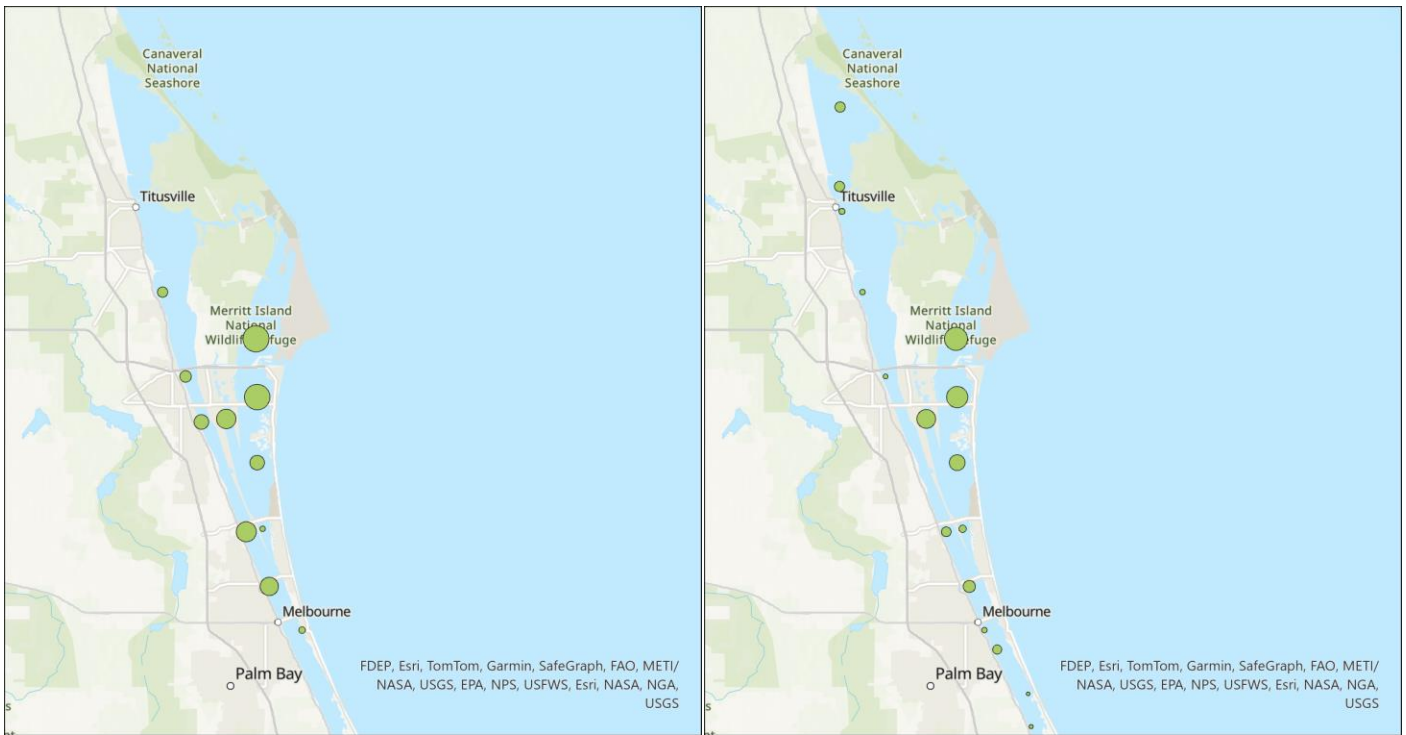 Canaveral
National
Seashore
Titusville
Merritt Island
National
Wildlife Refuge
Melbourne
Palm Bay
FDEP, Esri, TomTom, Garmin, SafeGraph, FAO, METI/
NASA, USGS, EPA, NPS, USFWS, Esri, NASA, NGA,
USGS
s
Canaveral
National
Seashore
Titusville
Merritt Island
National
Wildlife Refuge
Melbourne
Palm Bay
FDEP, Esri, TomTom, Garmin, SafeGraph, FAO, METI/
NASA, USGS, EPA, NPS, USFWS, Esri, NASA, NGA,
USGS
s